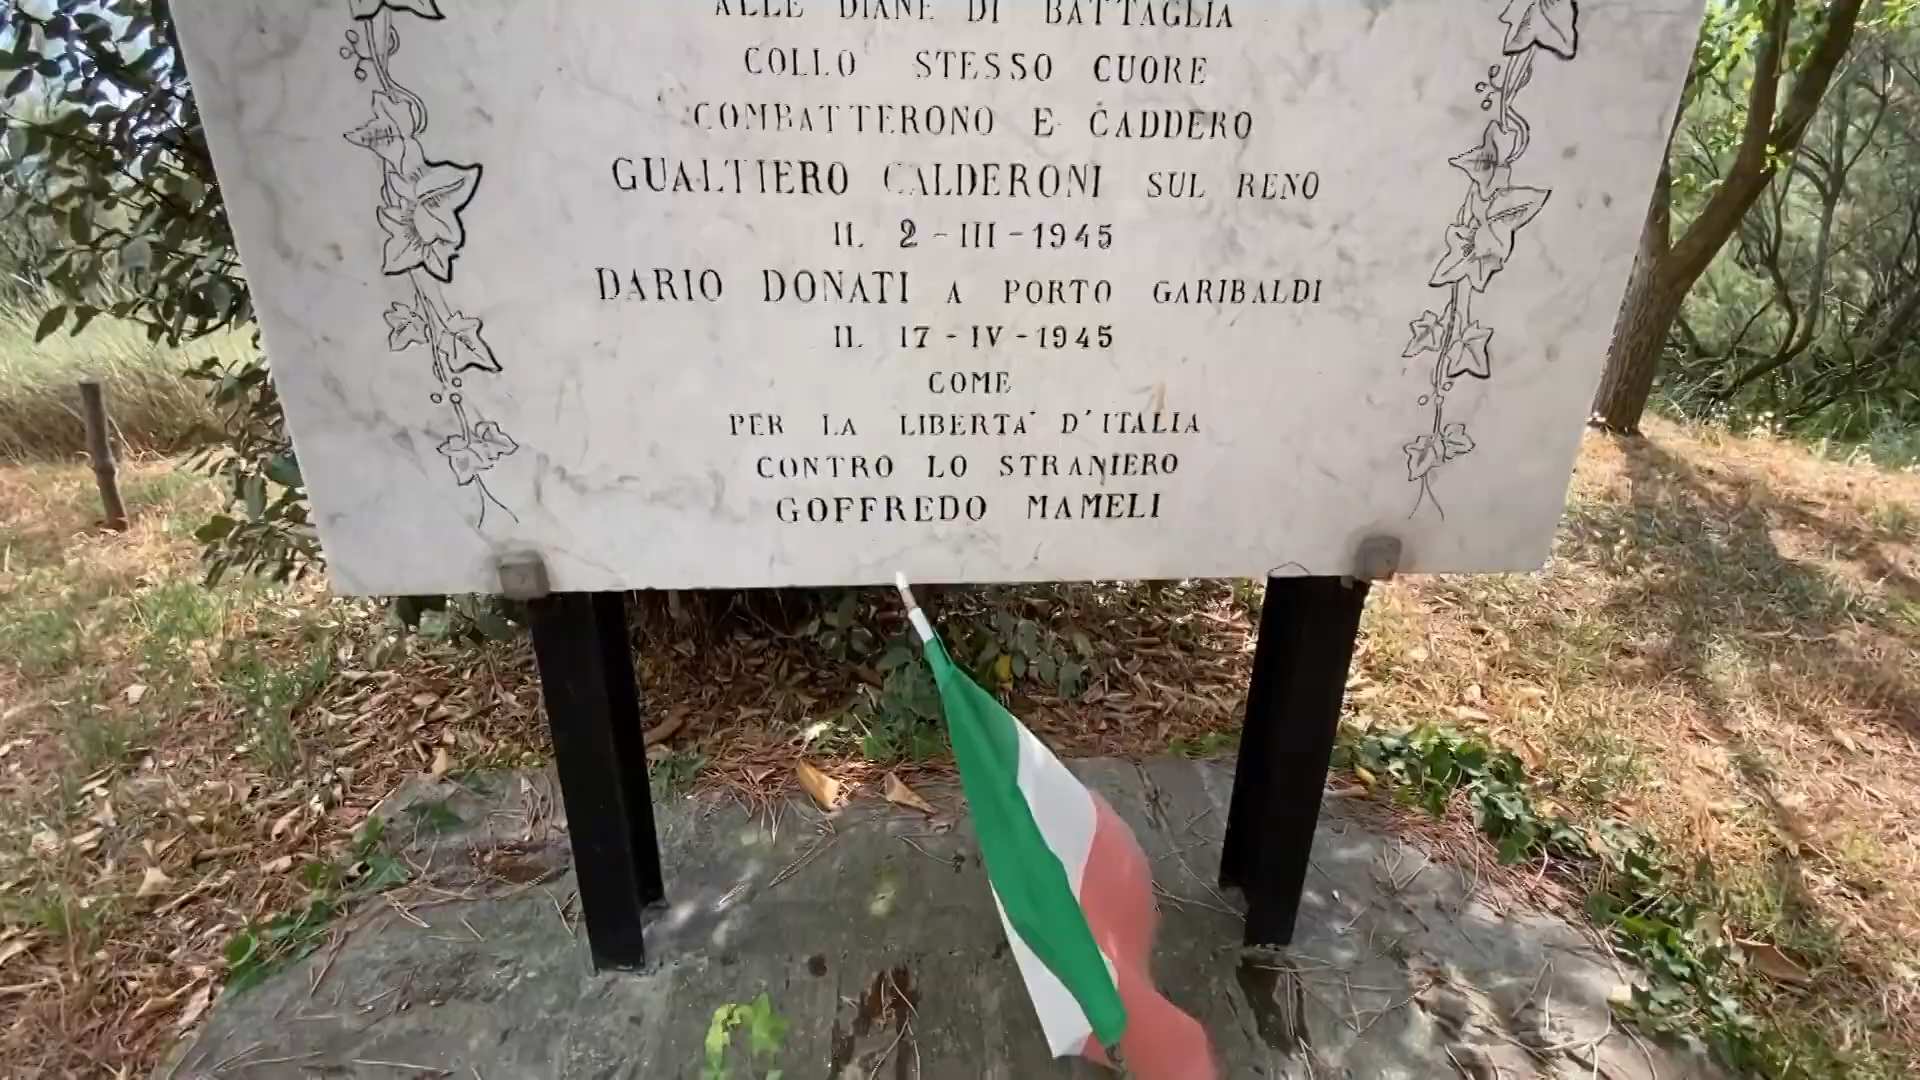 ALLE DIANE DI BATTAGLIA
COLLO STESSO CUORE
COMBATTERONO E CADDERO
GUALTIERO CALDERONI SUL RENO
IL 2-III-1945
DARIO DONATI A PORTO GARIBALDI
IL 17-IV-1945
COME
PER LA LIBERTA' D'ITALIA
CONTRO LO STRANIERO
GOFFREDO MAMELI